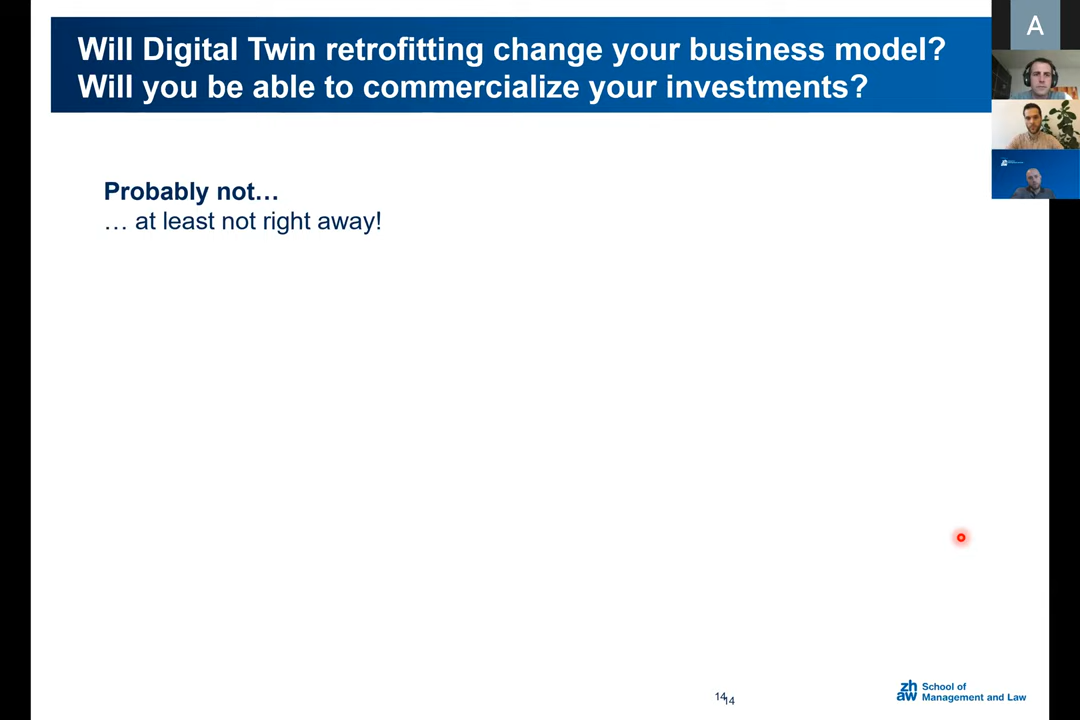 Will Digital Twin retrofitting change your business model?
Will you be able to commercialize your investments?
A
Probably not…
… at least not right away!
14
14
zh
aw
School of
Management and Law